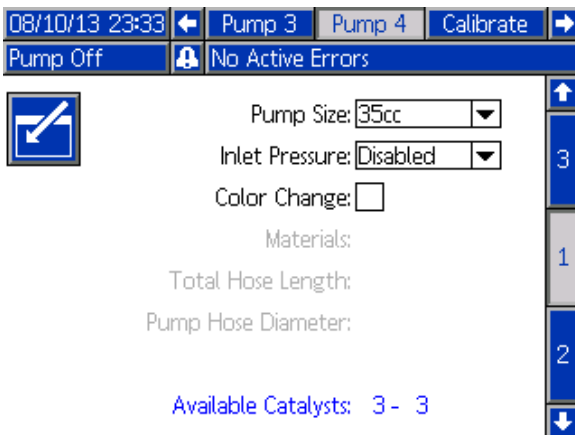 08/10/13 23:33 Pump 3 Pump 4 Calibrate
Pump Off No Active Errors
Pump Size: 35cc
Inlet Pressure: Disabled
3
Color Change:
Materials:
1
Total Hose Length:
Pump Hose Diameter:
2
Available Catalysts: 3 - 3